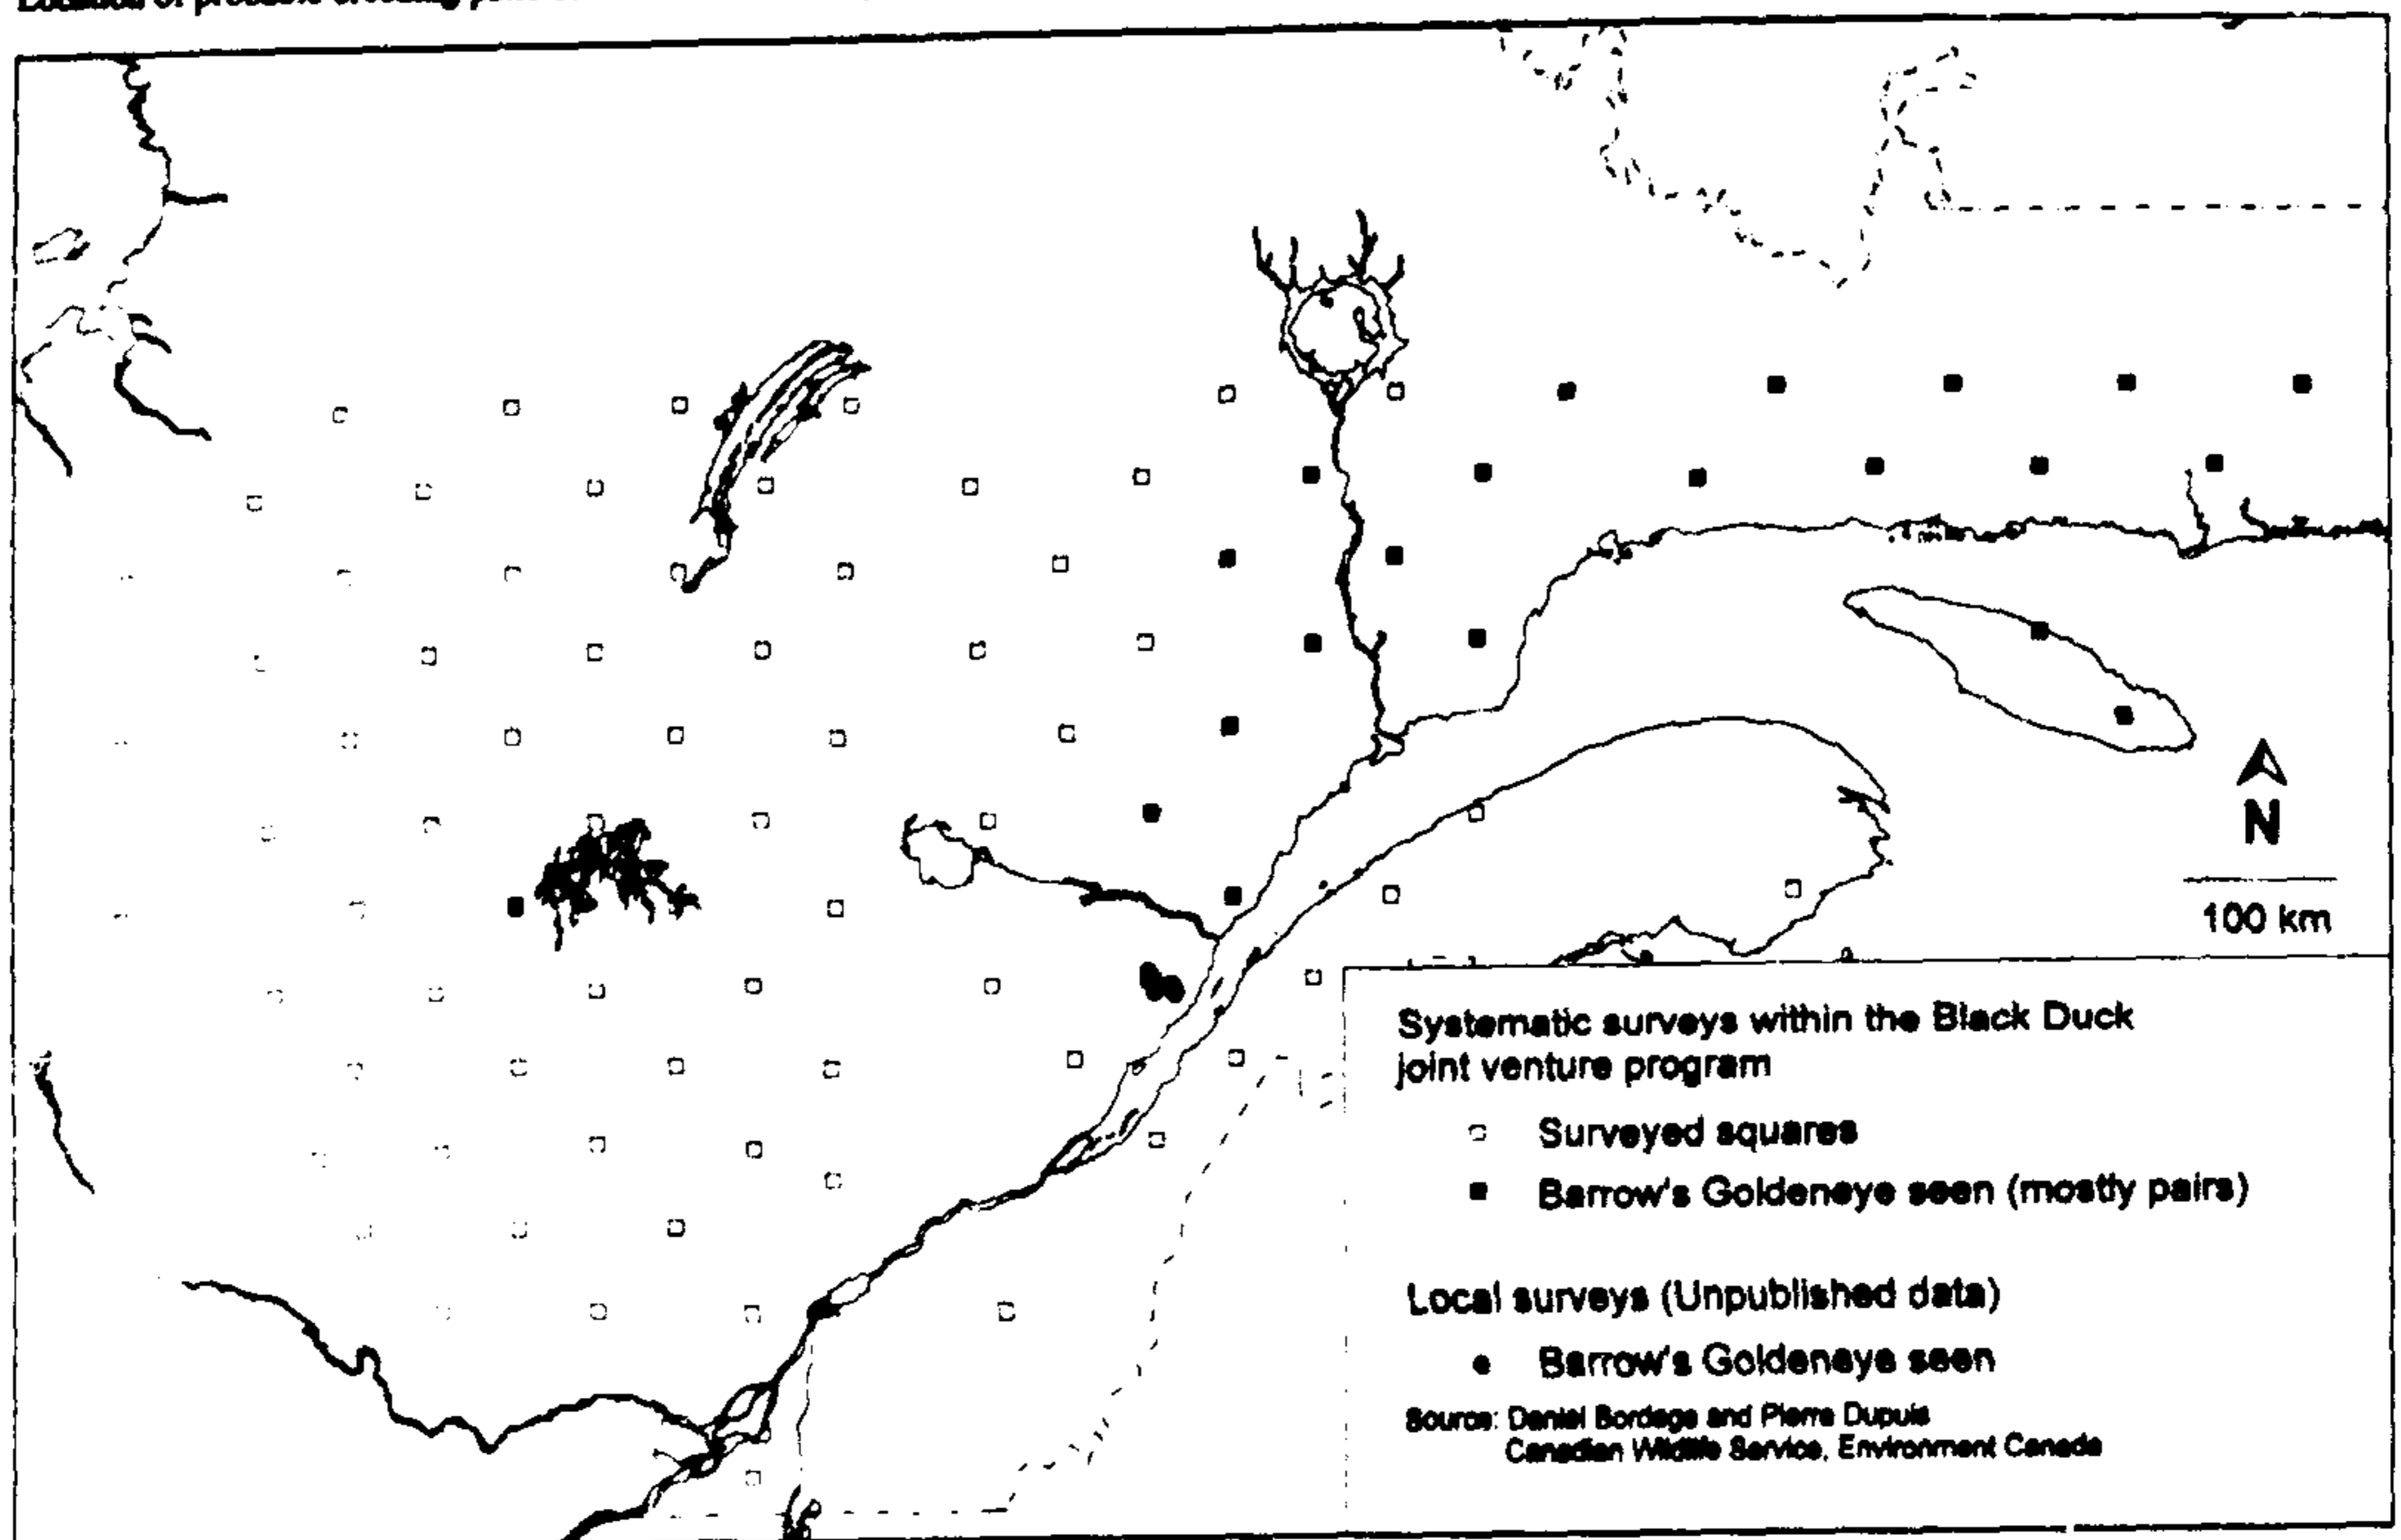 N
100 km
Systematic surveys within the Black Duck
joint venture program
Surveyed squares
Barrow's Goldeneye seen (mostly pairs)
Local surveys (Unpublished data)
Barrow's Goldeneye seen
Source: Daniel Bordage and Pierre Dupuis
Canadian Wildlife Service, Environment Canada